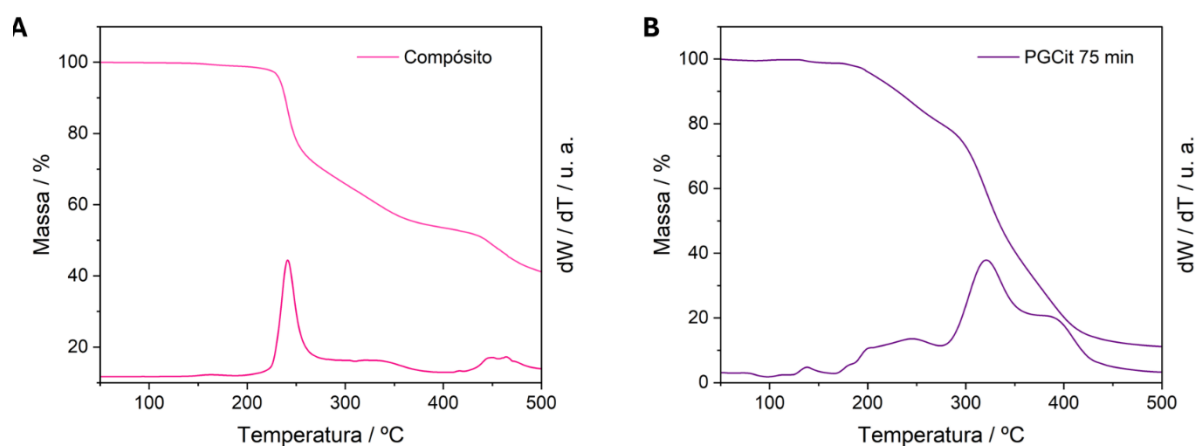 A
Compósito
100
80
60
40
20
100
200
300
400
500
Massa / %
dW / dT / u. a.
Temperatura / ºC
B
PGCit 75 min
100
80
60
40
20
0
100
200
300
400
500
Massa / %
dW / dT / u. a.
Temperatura / ºC